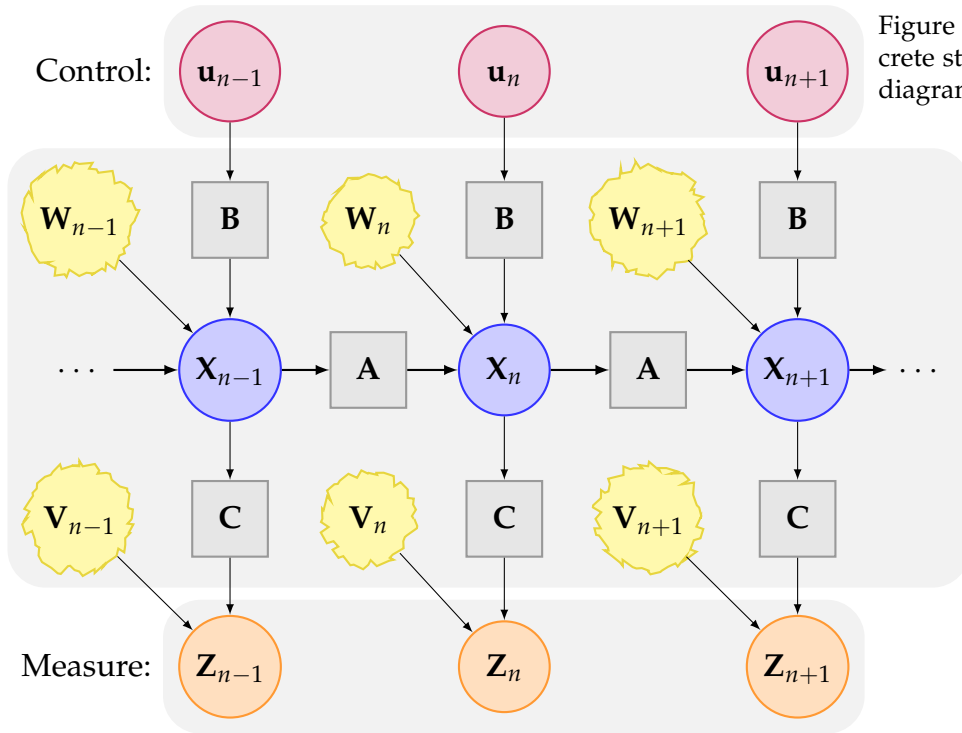 Control: u_{n−1} u_n u_{n+1}
Figure
crete st
diagram
W_{n−1} B W_n B W_{n+1} B
··· X_{n−1} A X_n A X_{n+1} ···
V_{n−1} C V_n C V_{n+1} C
Measure: Z_{n−1} Z_n Z_{n+1}